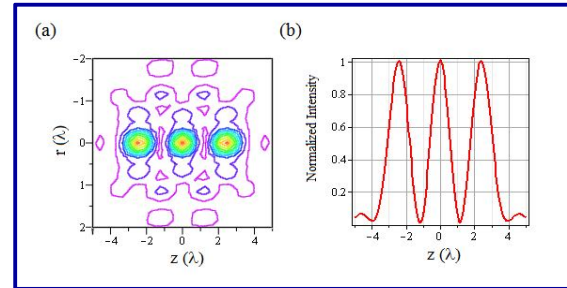 (a)
(b)
r (λ)
−2
−1
0
1
2
−4 −2 0 2 4
z (λ)
Normalized Intensity
1
0.8
0.6
0.4
0.2
−4 −2 0 2 4
z (λ)